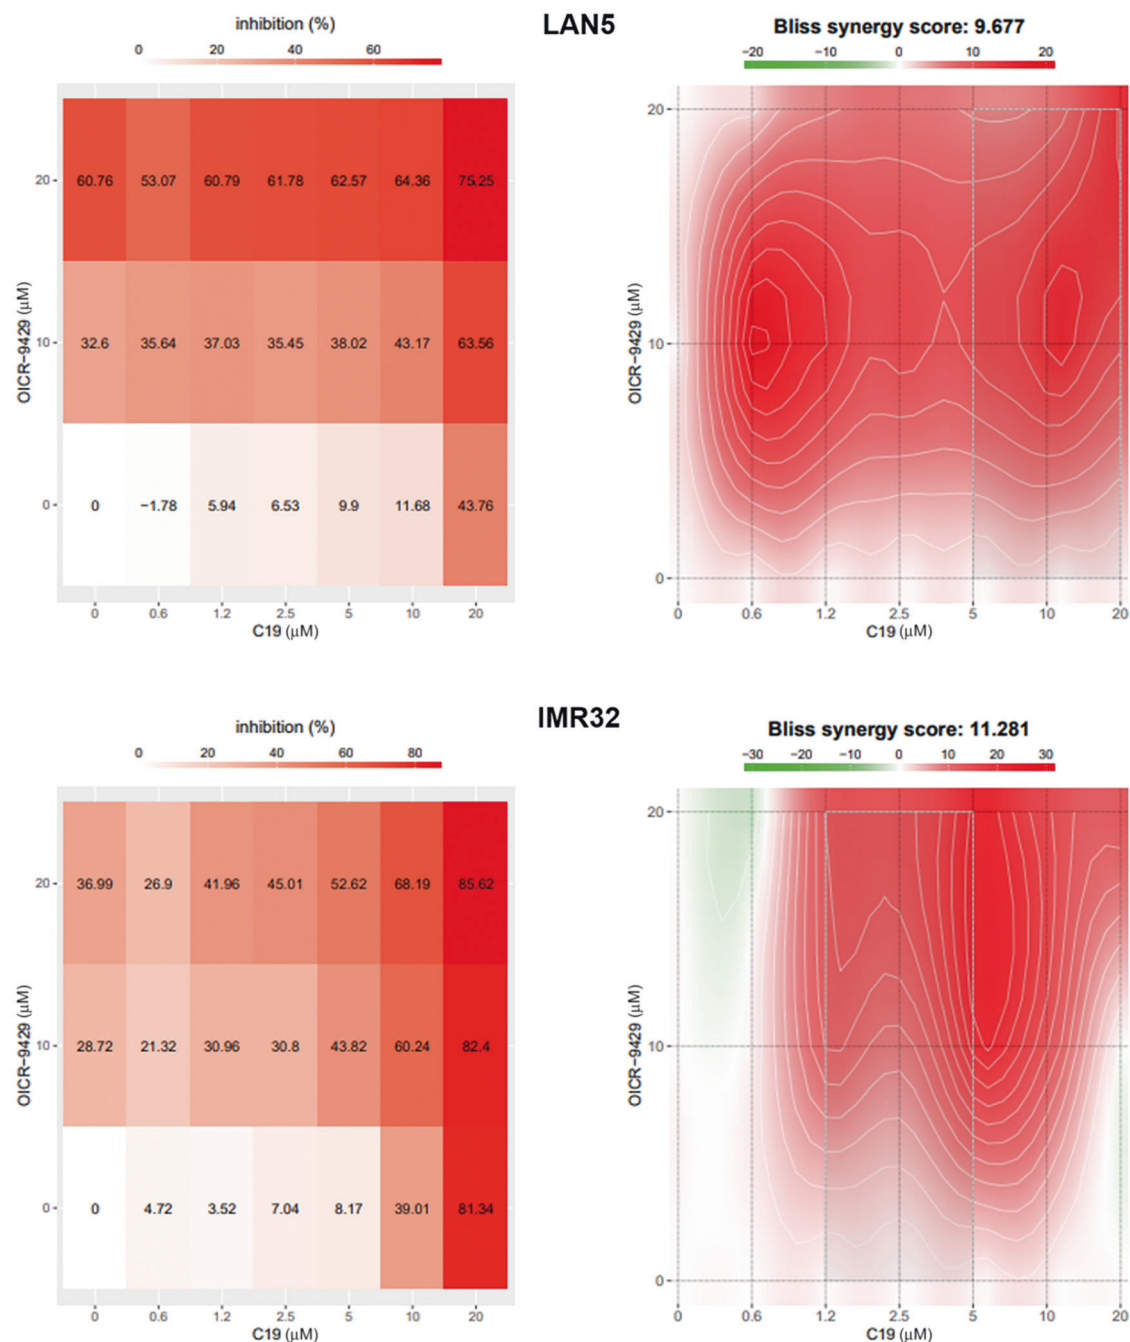 LAN5
inhibition (%)
0 20 40 60
OICR-9429 (μM)
20 60.76 53.07 60.79 61.78 62.57 64.36 75.25
10 32.6 35.64 37.03 35.45 38.02 43.17 63.56
0 0 −1.78 5.94 6.53 9.9 11.68 43.76
0 0.6 1.2 2.5 5 10 20
C19 (μM)
Bliss synergy score: 9.677
−20 −10 0 10 20
OICR-9429 (μM)
20
10
0
0 0.6 1.2 2.5 5 10 20
C19 (μM)
IMR32
inhibition (%)
0 20 40 60 80
OICR-9429 (μM)
20 36.99 26.9 41.96 45.01 52.62 68.19 85.62
10 28.72 21.32 30.96 30.8 43.82 60.24 82.4
0 0 4.72 3.52 7.04 8.17 39.01 81.34
0 0.6 1.2 2.5 5 10 20
C19 (μM)
Bliss synergy score: 11.281
−30 −20 −10 0 10 20 30
OICR-9429 (μM)
20
10
0
0 0.6 1.2 2.5 5 10 20
C19 (μM)